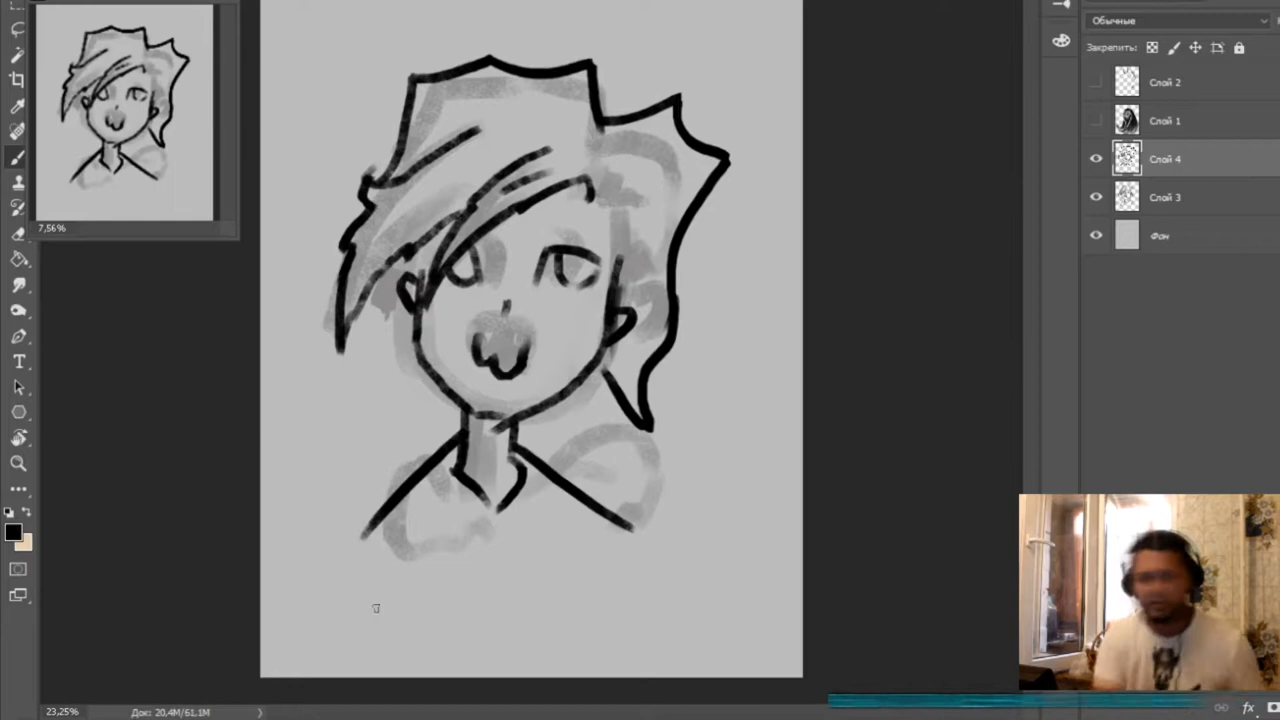 Обычные
Закрепить:
Слой 2
Слой 1
Слой 4
Слой 3
Фон
7,56%
23,25%
Док: 20,4M/61,1M
fx